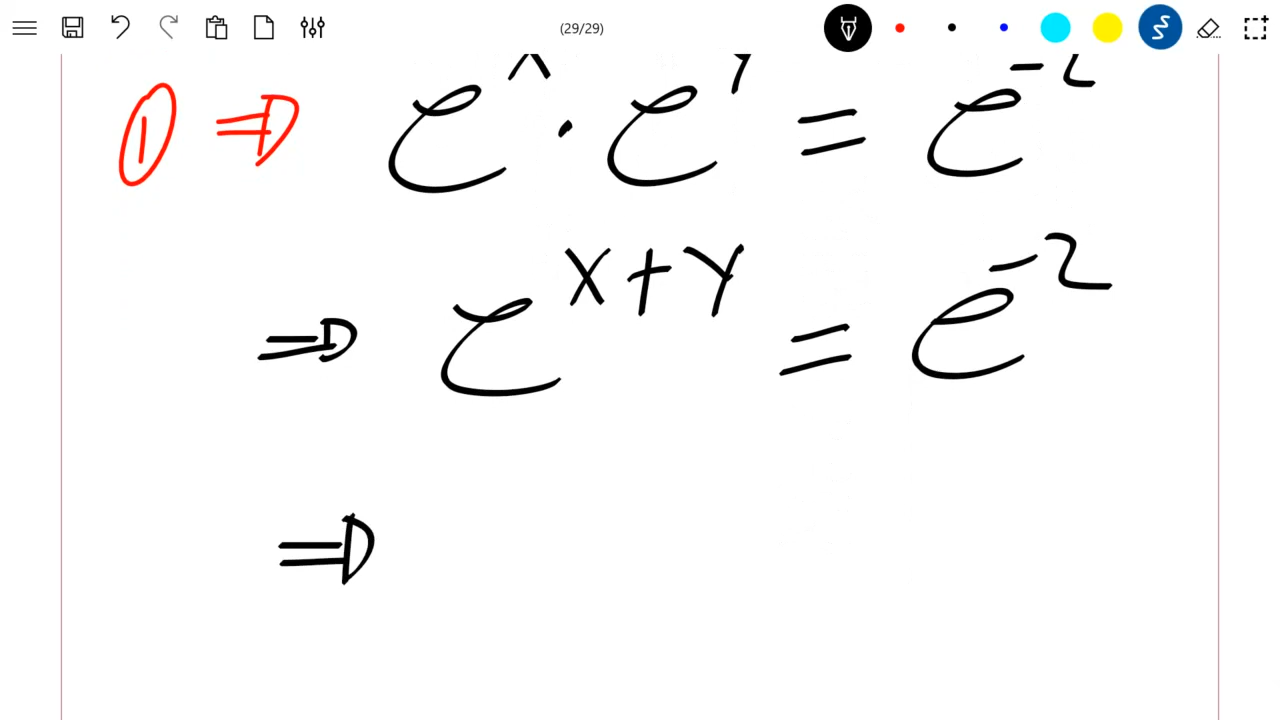 (29/29)
① ⇒ e^x · e^y = e^-2
⇒ e^x+y = e^-2
⇒